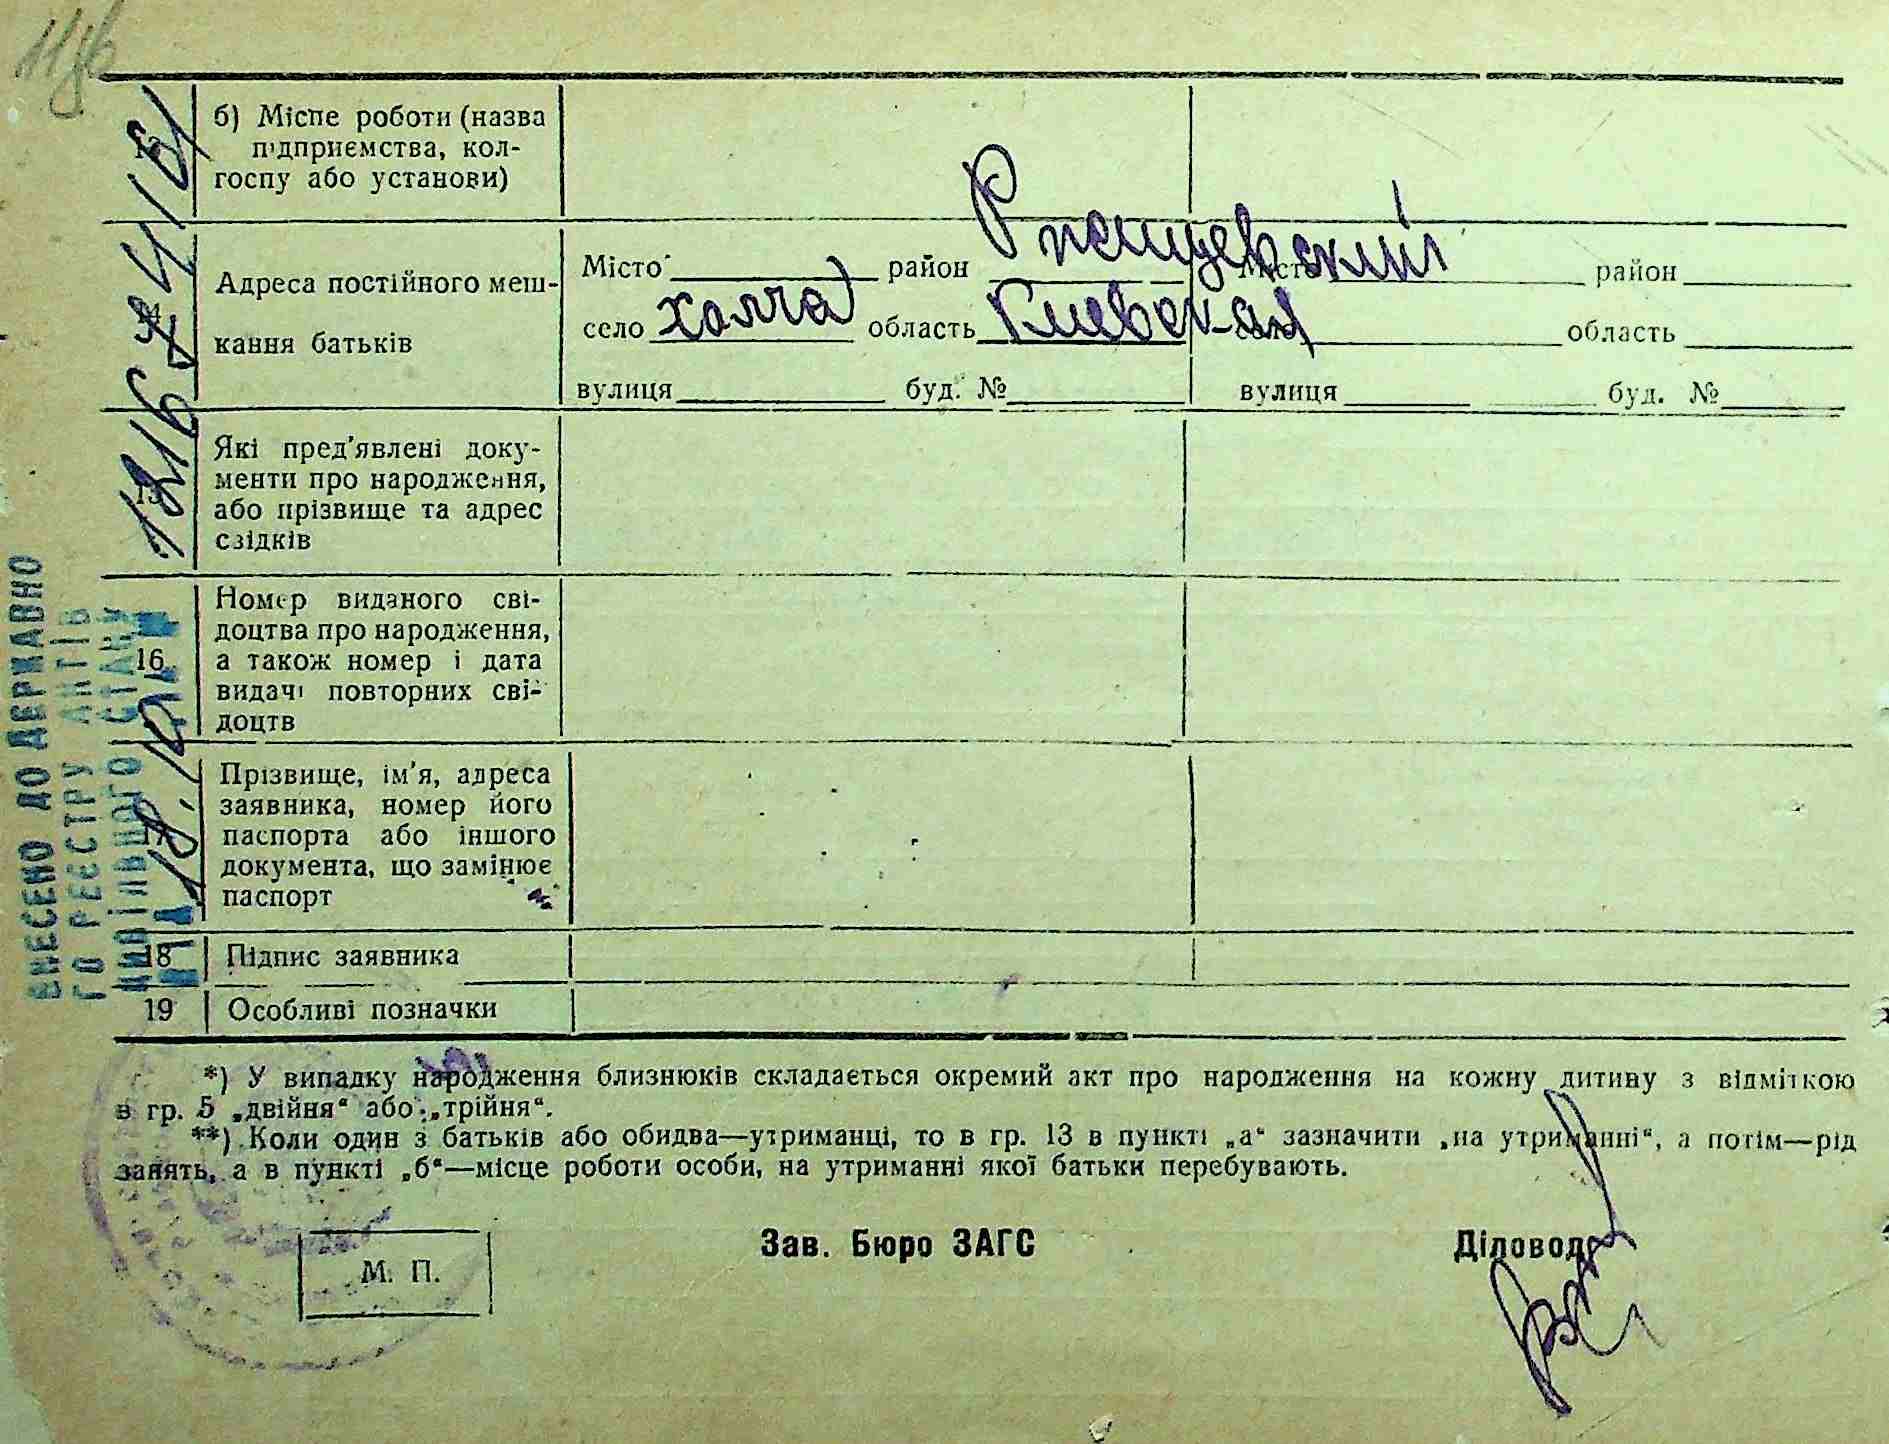 б) Місце роботи (назва
підприємства, кол-
госпу або установи)
Адреса постійного меш-
кання батьків
Місто район Ржищевский Місто район
село халча область Киевская село область
вулиця буд. № вулиця буд. №
Які пред'явлені доку-
менти про народження,
або прізвище та адрес
свідків
16 Номер виданого сві-
доцтва про народження,
а також номер і дата
видачі повторних сві-
доцтв
17 Прізвище, ім'я, адреса
заявника, номер його
паспорта або іншого
документа, що замінює
паспорт
18 Підпис заявника
19 Особливі позначки
ВНЕСЕНО ДО ДЕРЖАВНО
ГО РЕЄСТРУ АКТІВ
ЦИВІЛЬНОГО СТАНУ
*) У випадку народження близнюків складається окремий акт про народження на кожну дитину з відміткою
в гр. 5 „двійня“ або „трійня“.
**) Коли один з батьків або обидва—утриманці, то в гр. 13 в пункті „а“ зазначити „на утриманні“, а потім—рід
занять, а в пункті „б“—місце роботи особи, на утриманні якої батьки перебувають.
М. П.
Зав. Бюро ЗАГС
Діловод